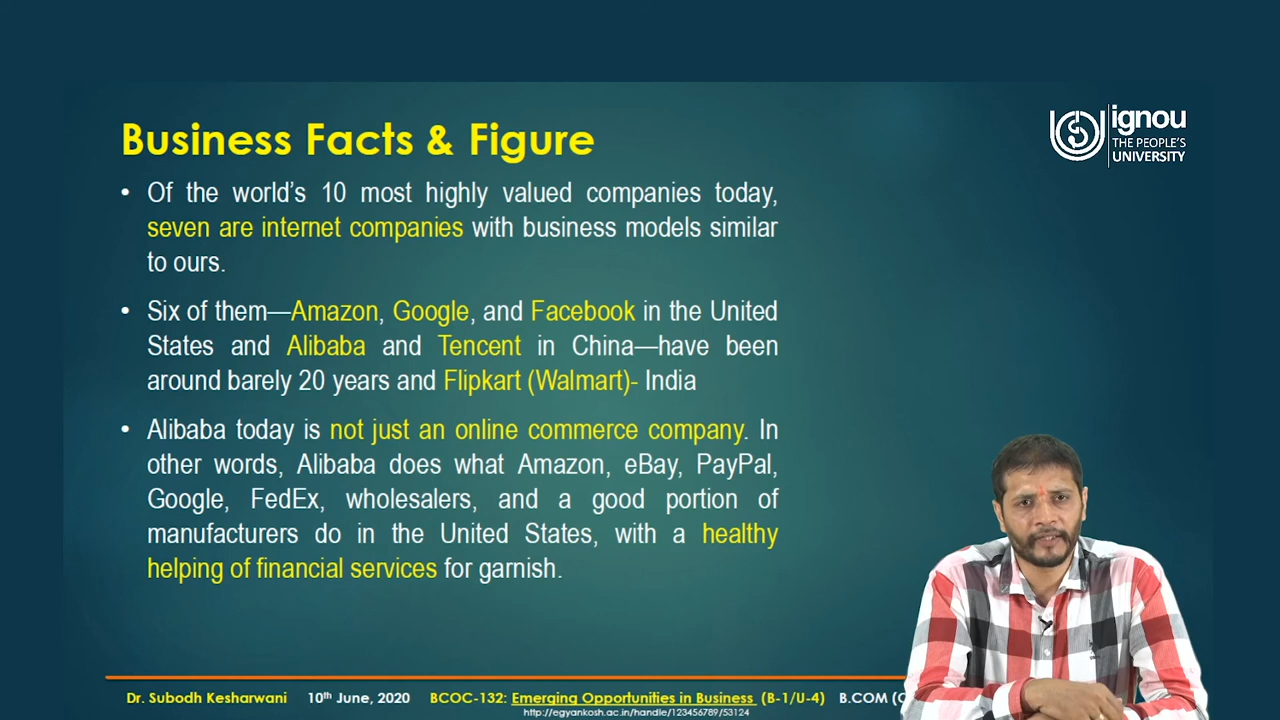 Business Facts & Figure
ignou
THE PEOPLE'S
UNIVERSITY
• Of the world's 10 most highly valued companies today,
seven are internet companies with business models similar
to ours.
• Six of them—Amazon, Google, and Facebook in the United
States and Alibaba and Tencent in China—have been
around barely 20 years and Flipkart (Walmart)- India
• Alibaba today is not just an online commerce company. In
other words, Alibaba does what Amazon, eBay, PayPal,
Google, FedEx, wholesalers, and a good portion of
manufacturers do in the United States, with a healthy
helping of financial services for garnish.
Dr. Subodh Kesharwani 10th June, 2020 BCOC-132: Emerging Opportunities in Business (B-1/U-4) B.COM (
http://egyankosh.ac.in/handle/123456789/53124